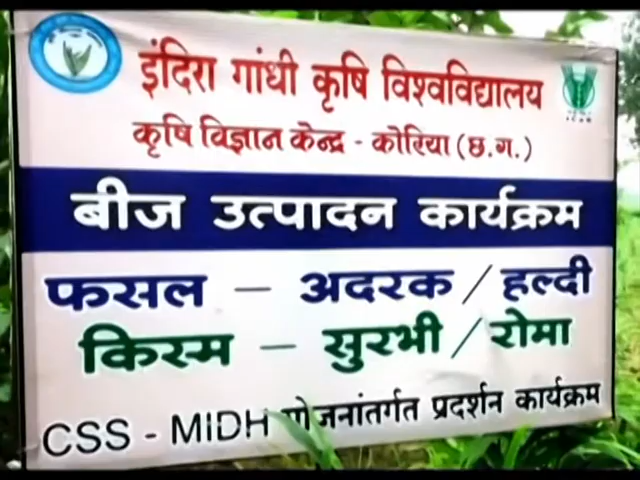 इंदिरा गांधी कृषि विश्वविद्यालय
कृषि विज्ञान केन्द्र - कोरिया (छ.ग.)
बीज उत्पादन कार्यक्रम
फसल - अदरक / हल्दी
किस्म - सुरभी / रोमा
CSS - MIDH योजनांतर्गत प्रदर्शन कार्यक्रम